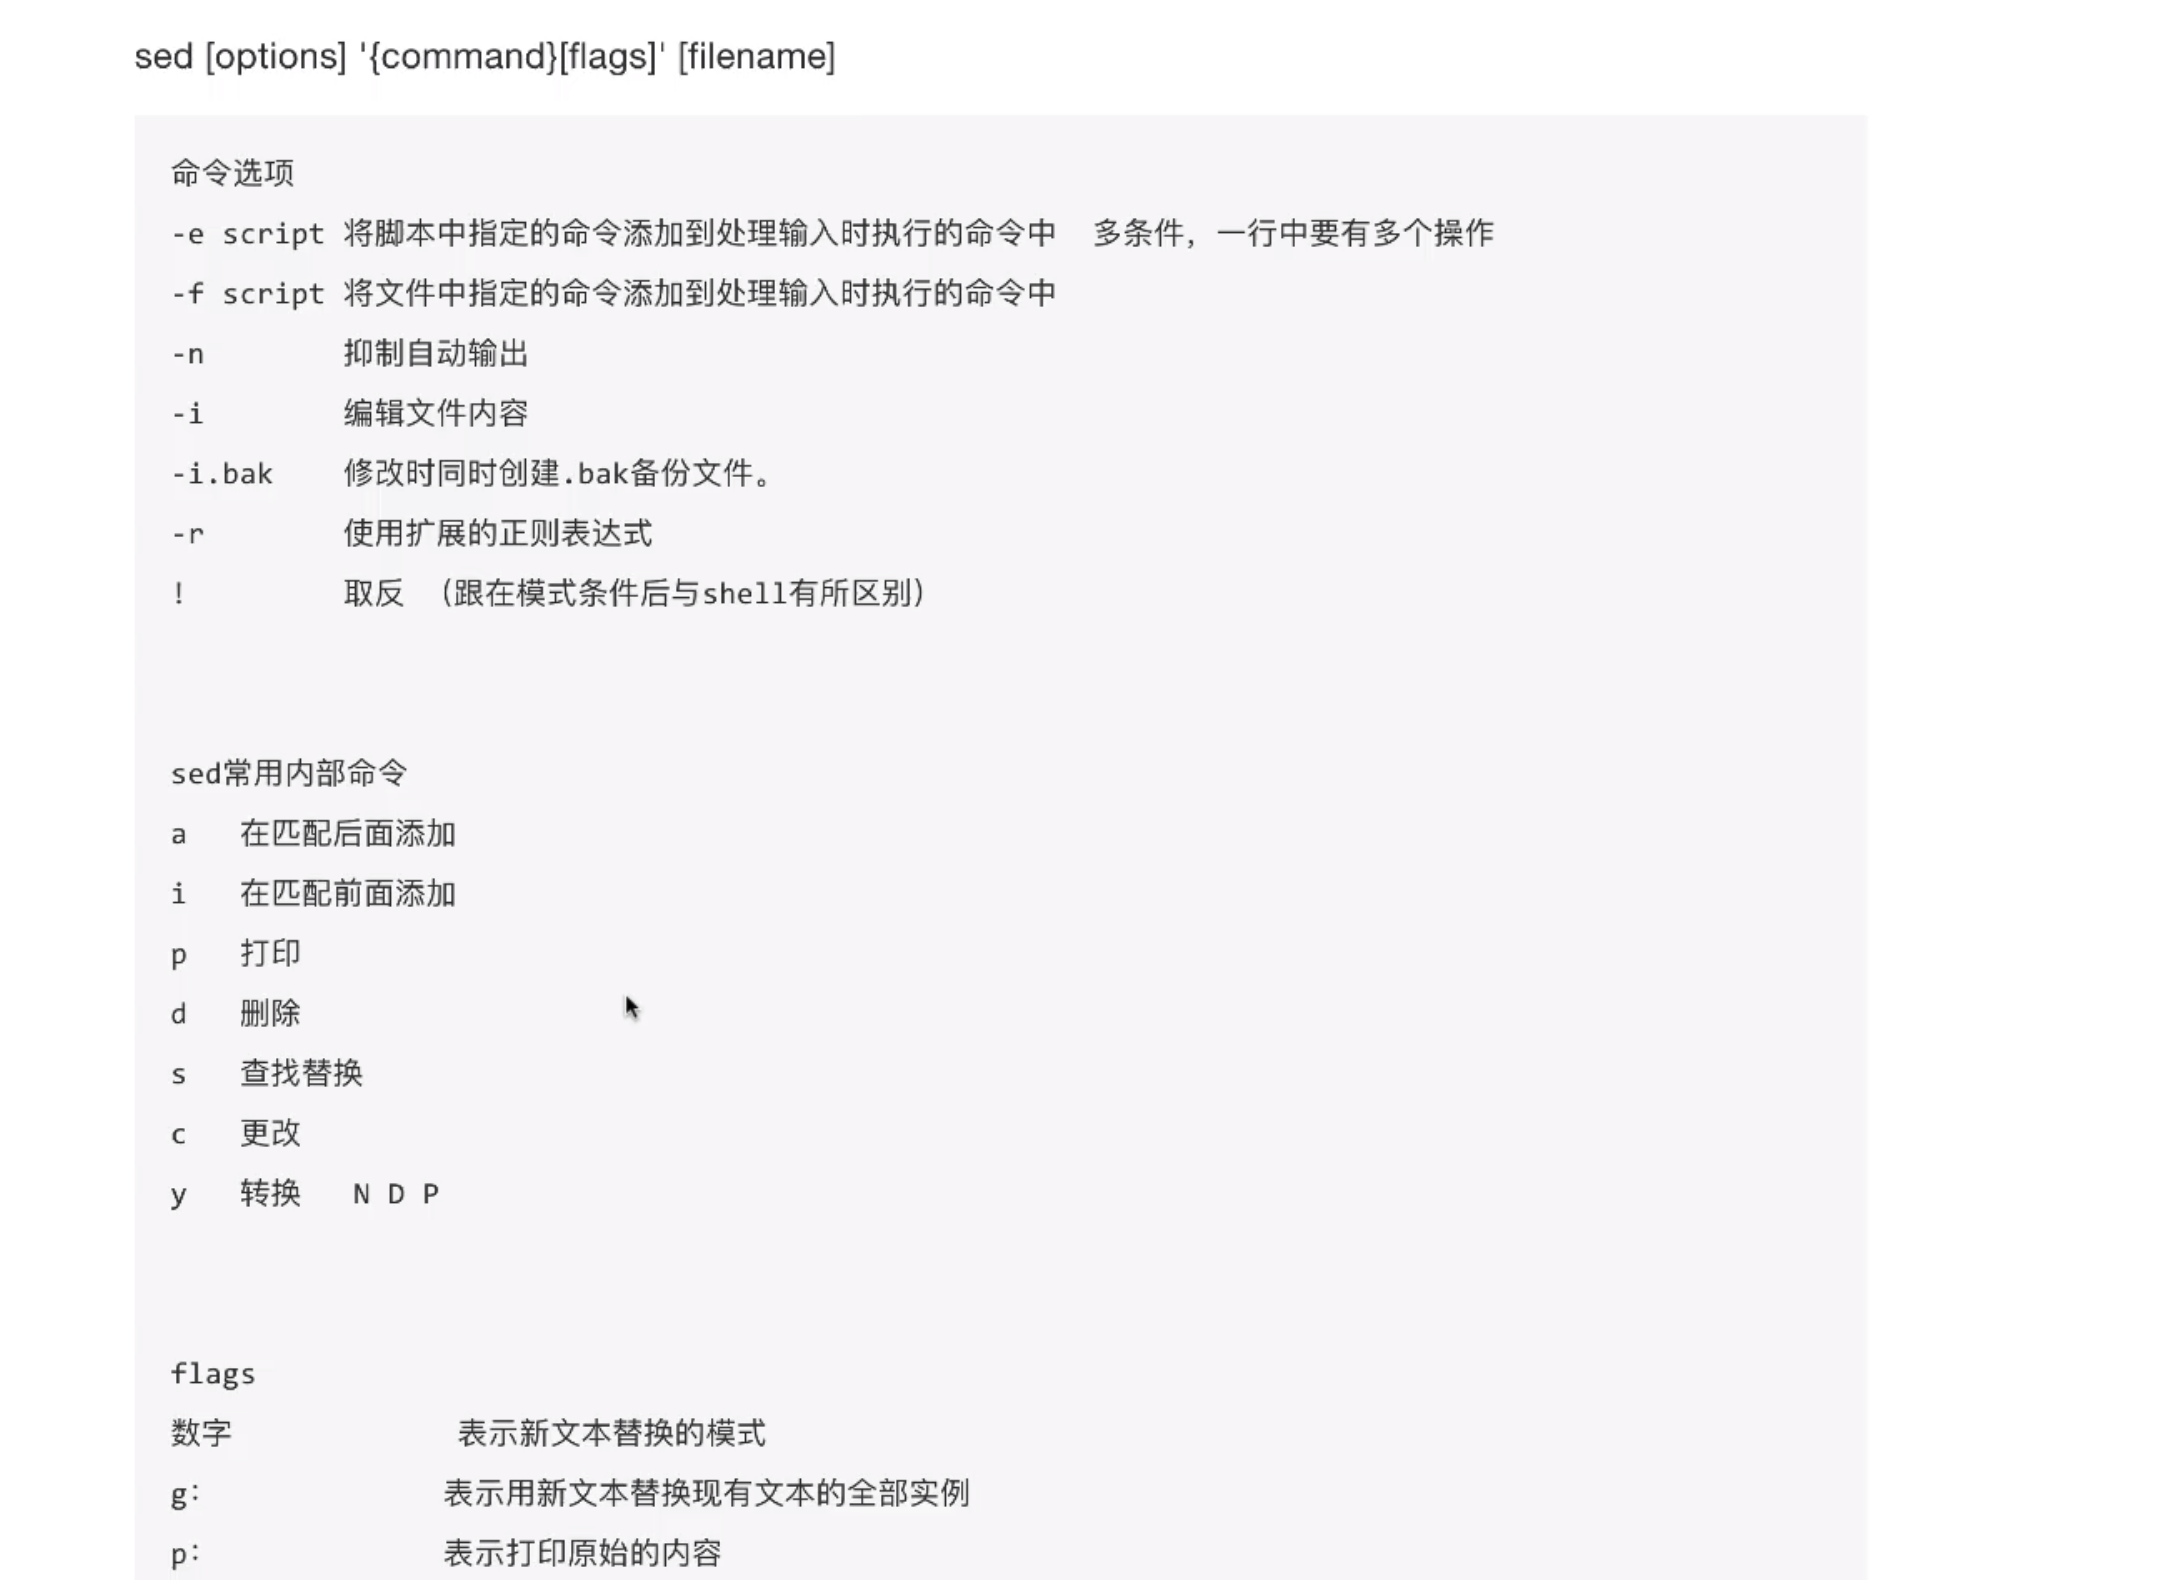 sed [options] '{command}[flags]' [filename]
命令选项
-e script 将脚本中指定的命令添加到处理输入时执行的命令中 多条件，一行中要有多个操作
-f script 将文件中指定的命令添加到处理输入时执行的命令中
-n 抑制自动输出
-i 编辑文件内容
-i.bak 修改时同时创建.bak备份文件。
-r 使用扩展的正则表达式
! 取反 （跟在模式条件后与shell有所区别）
sed常用内部命令
a 在匹配后面添加
i 在匹配前面添加
p 打印
d 删除
s 查找替换
c 更改
y 转换 N D P
flags
数字 表示新文本替换的模式
g： 表示用新文本替换现有文本的全部实例
p： 表示打印原始的内容